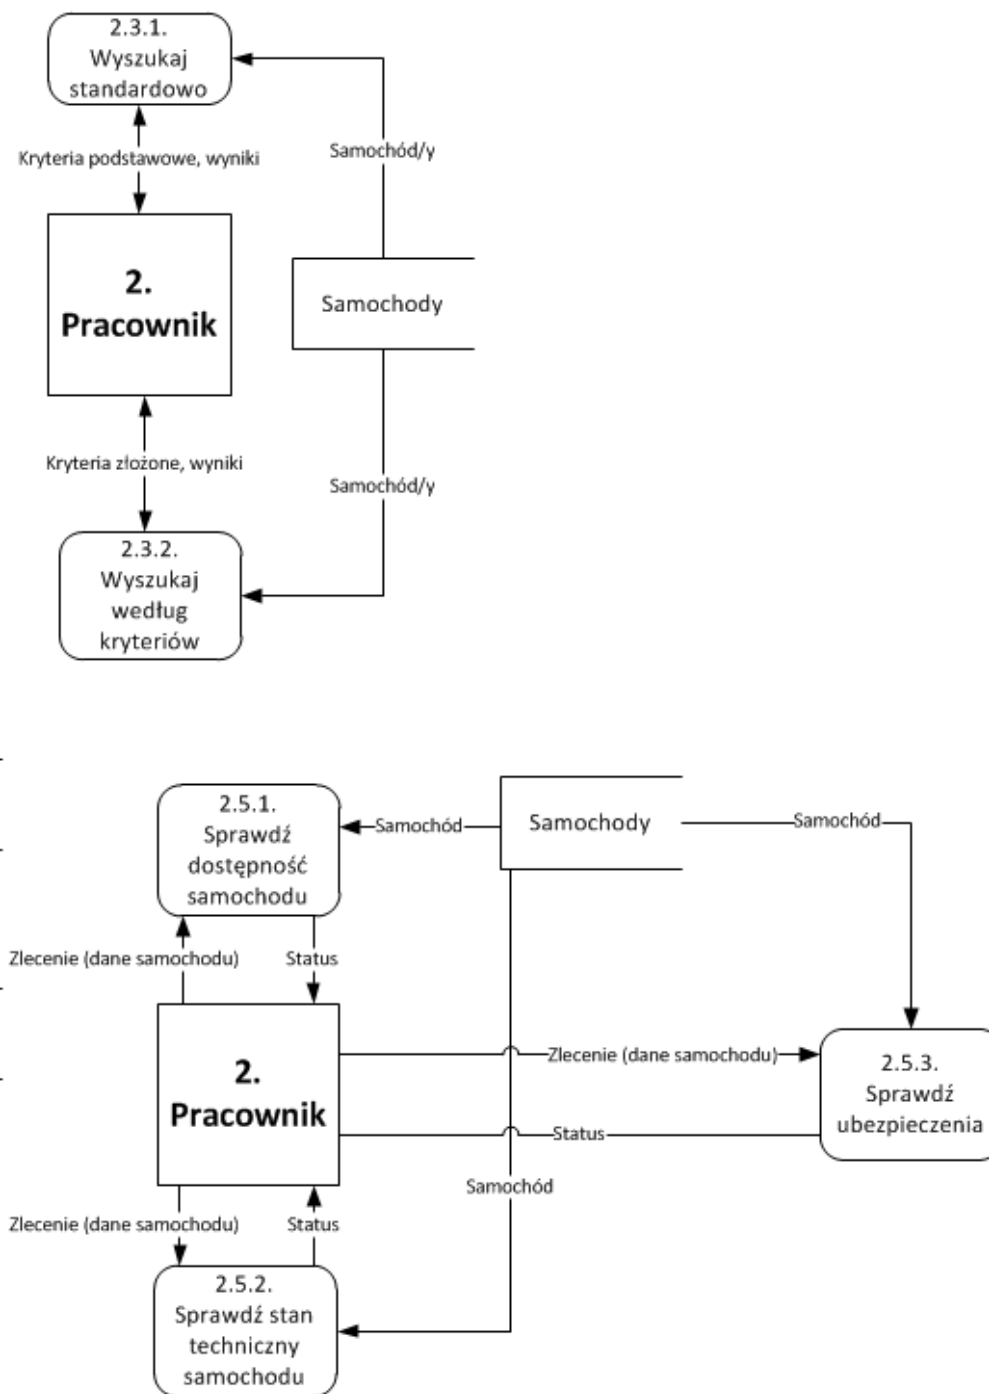 2.3.1.
Wyszukaj
standardowo
Kryteria podstawowe, wyniki
Samochód/y
2.
Pracownik
Samochody
Kryteria złożone, wyniki
Samochód/y
2.3.2.
Wyszukaj
według
kryteriów
2.5.1.
Sprawdź
dostępność
samochodu
Samochód
Samochody
Samochód
Zlecenie (dane samochodu)
Status
2.
Pracownik
Zlecenie (dane samochodu)
2.5.3.
Sprawdź
ubezpieczenia
Status
Samochód
Zlecenie (dane samochodu)
Status
2.5.2.
Sprawdź stan
techniczny
samochodu